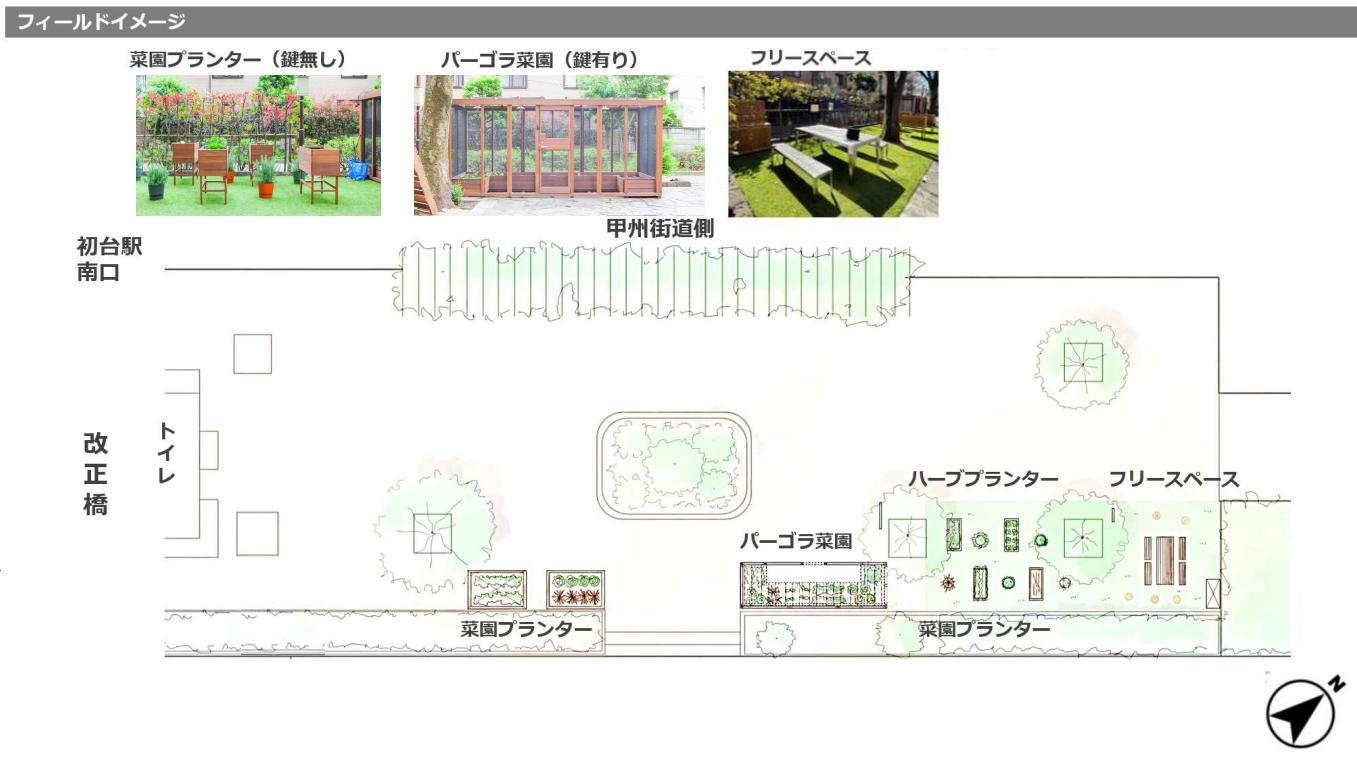 フィールドイメージ
菜園プランター（鍵無し）
パーゴラ菜園（鍵有り）
フリースペース
甲州街道側
初台駅
南口
改正橋
トイレ
ハーブプランター
フリースペース
パーゴラ菜園
菜園プランター
菜園プランター
N